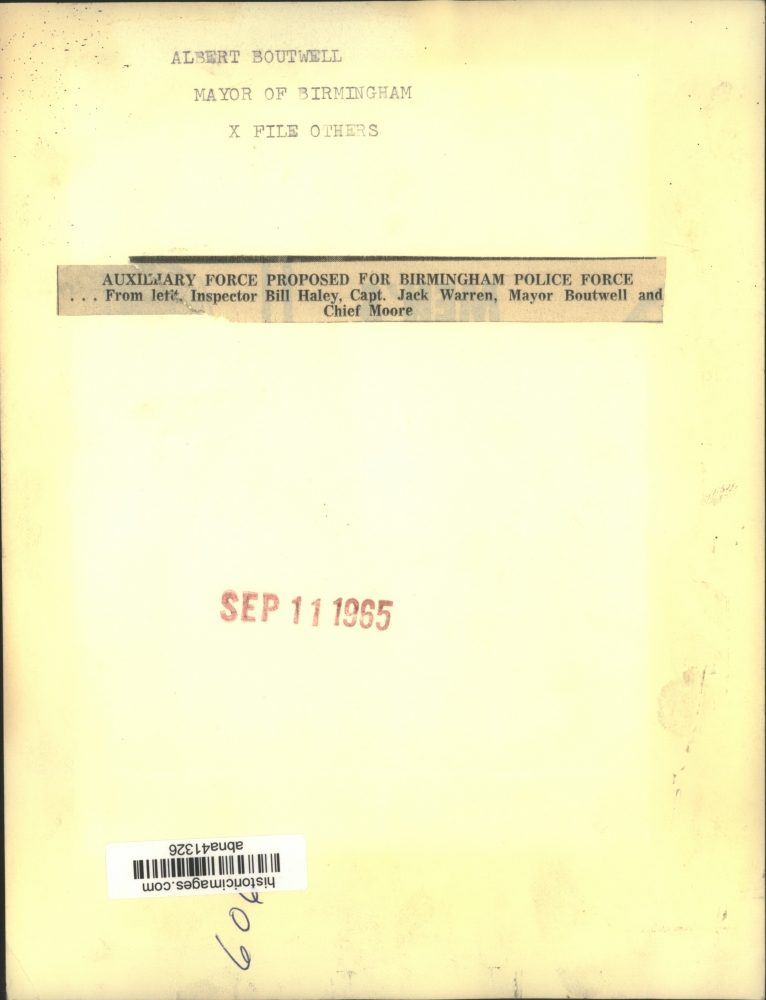 ALBERT BOUTWELL
MAYOR OF BIRMINGHAM
X FILE OTHERS
AUXILIARY FORCE PROPOSED FOR BIRMINGHAM POLICE FORCE
. . . From left, Inspector Bill Haley, Capt. Jack Warren, Mayor Boutwell and
Chief Moore
SEP 11 1965
historicimages.com
abna41326